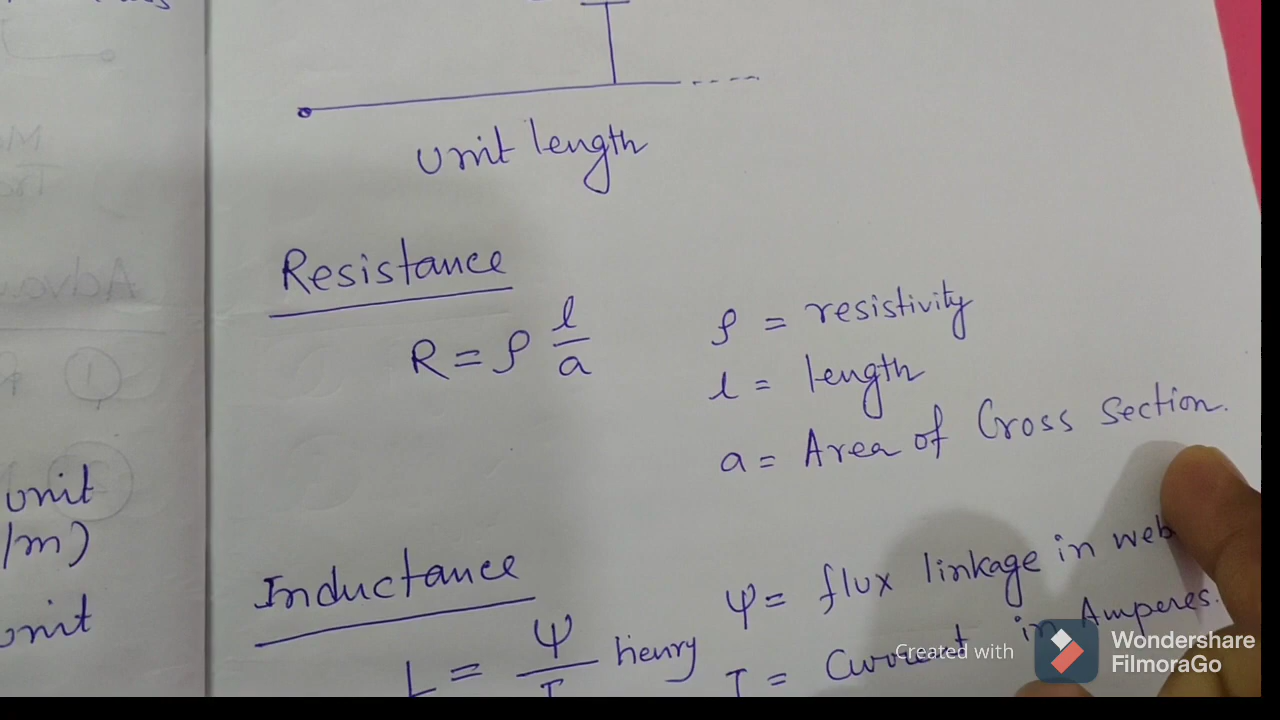 unit length
Resistance
R = ρ l/a
ρ = resistivity
l = length
a = Area of Cross Section.
unit
/m)
unit
Inductance
L = Ψ/I henry
Ψ = flux linkage in web
I = Current in Amperes.
Created with
Wondershare
FilmoraGo